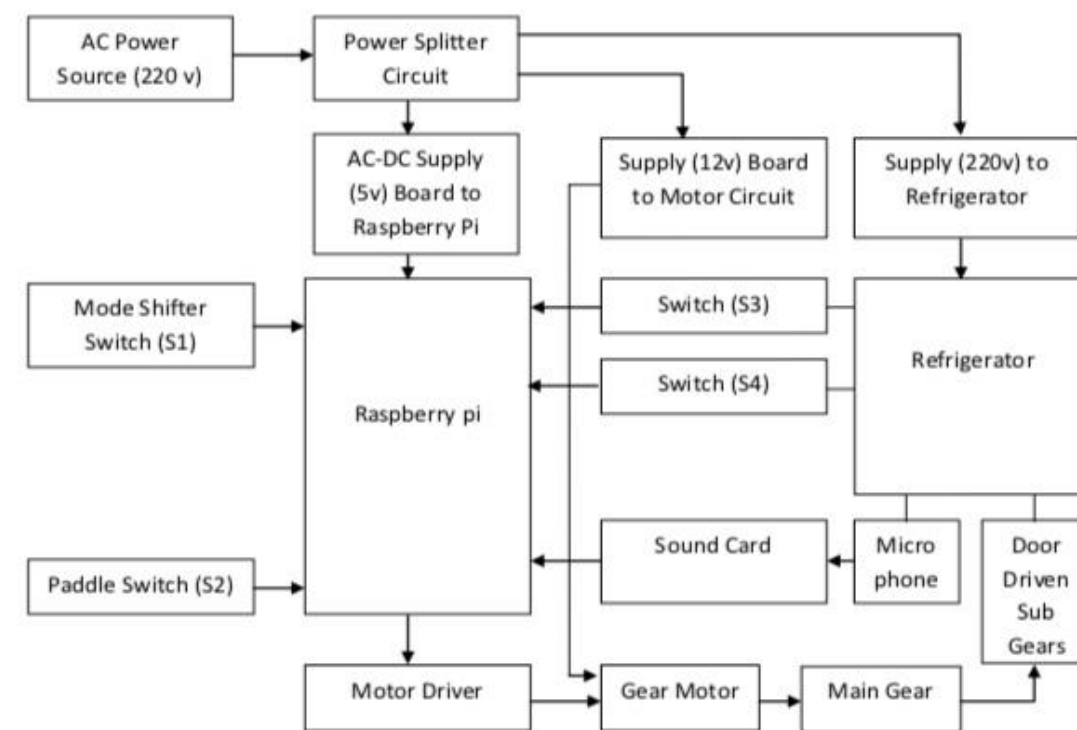 AC Power
Source (220 v)
Power Splitter
Circuit
AC-DC Supply
(5v) Board to
Raspberry Pi
Supply (12v) Board
to Motor Circuit
Supply (220v) to
Refrigerator
Mode Shifter
Switch (S1)
Switch (S3)
Switch (S4)
Refrigerator
Raspberry pi
Paddle Switch (S2)
Sound Card
Micro
phone
Door
Driven
Sub
Gears
Motor Driver
Gear Motor
Main Gear